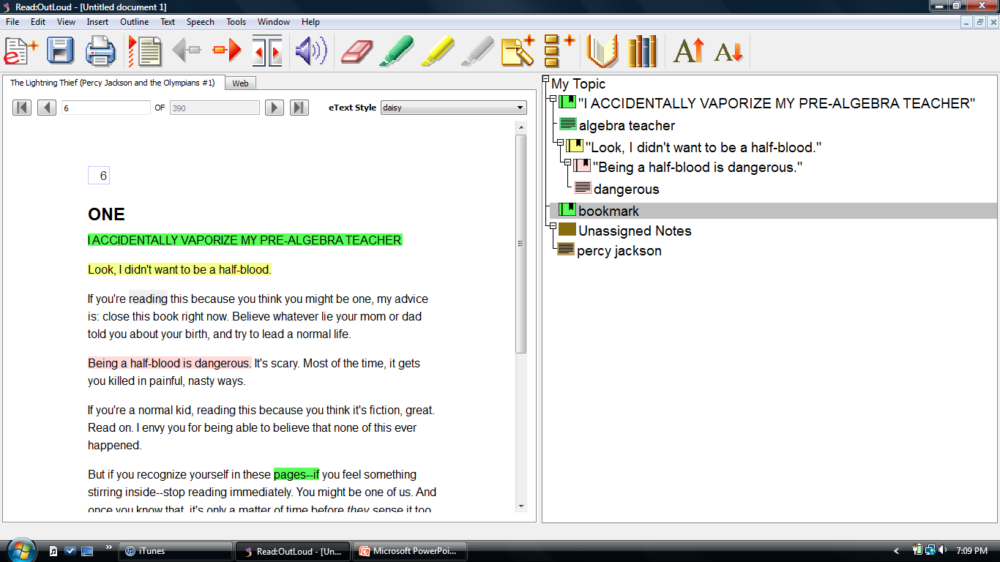 Read:OutLoud - [Untitled document 1]
File Edit View Insert Outline Text Speech Tools Window Help
The Lightning Thief (Percy Jackson and the Olympians #1) Web
6 OF 390 eText Style daisy
6
ONE
I ACCIDENTALLY VAPORIZE MY PRE-ALGEBRA TEACHER
Look, I didn't want to be a half-blood.
If you're reading this because you think you might be one, my advice
is: close this book right now. Believe whatever lie your mom or dad
told you about your birth, and try to lead a normal life.
Being a half-blood is dangerous. It's scary. Most of the time, it gets
you killed in painful, nasty ways.
If you're a normal kid, reading this because you think it's fiction, great.
Read on. I envy you for being able to believe that none of this ever
happened.
But if you recognize yourself in these pages--if you feel something
stirring inside--stop reading immediately. You might be one of us. And
once you know that, it's only a matter of time before they sense it too,
My Topic
"I ACCIDENTALLY VAPORIZE MY PRE-ALGEBRA TEACHER"
algebra teacher
"Look, I didn't want to be a half-blood."
"Being a half-blood is dangerous."
dangerous
bookmark
Unassigned Notes
percy jackson
iTunes Read:OutLoud - [Un... Microsoft PowerPoi... 7:09 PM